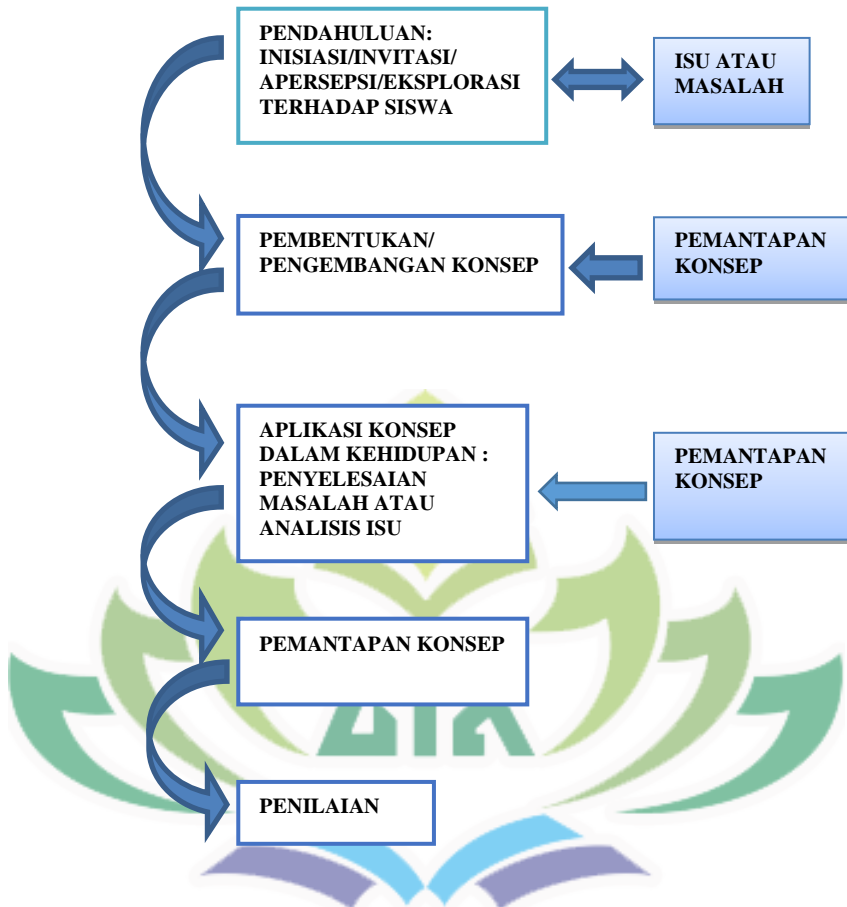 PENDAHULUAN:
INISIASI/INVITASI/
APERSEPSI/EKSPLORASI
TERHADAP SISWA
ISU ATAU
MASALAH
PEMBENTUKAN/
PENGEMBANGAN KONSEP
PEMANTAPAN
KONSEP
APLIKASI KONSEP
DALAM KEHIDUPAN :
PENYELESAIAN
MASALAH ATAU
ANALISIS ISU
PEMANTAPAN
KONSEP
PEMANTAPAN KONSEP
PENILAIAN